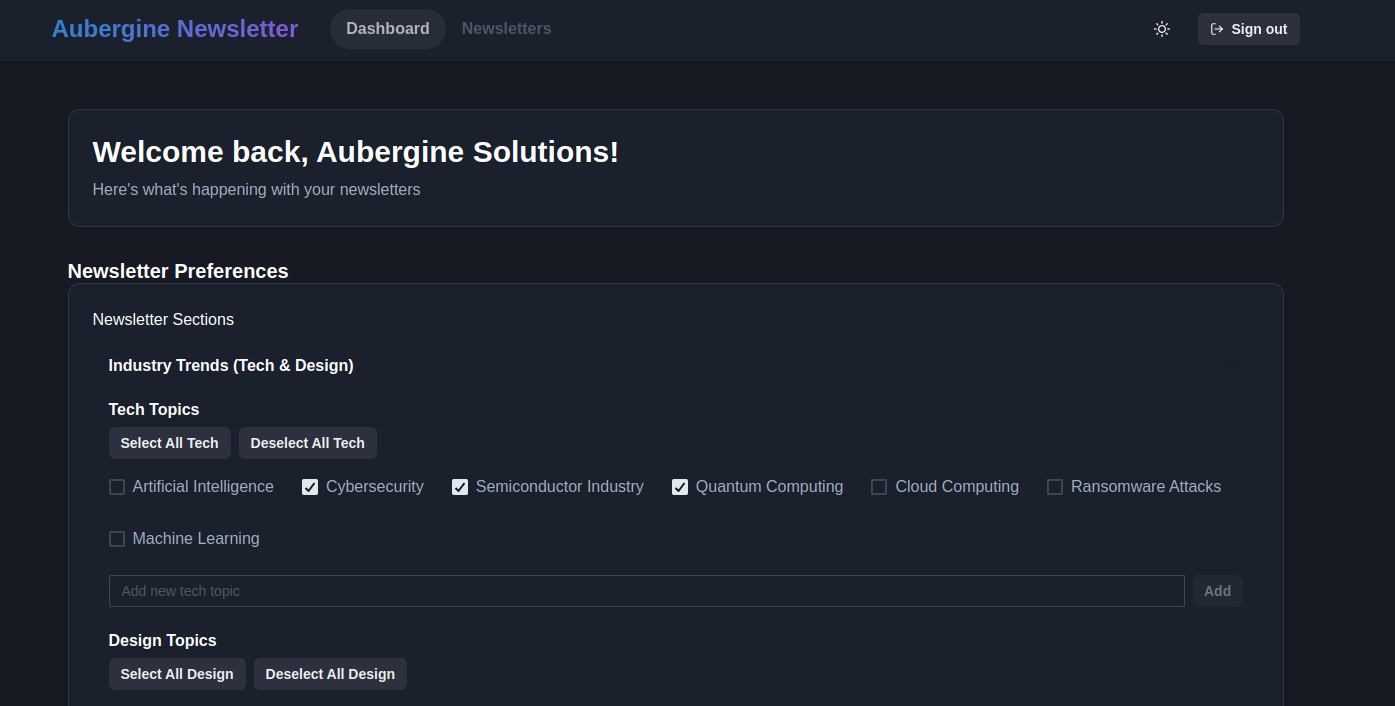 Aubergine Newsletter Dashboard Newsletters Sign out
Welcome back, Aubergine Solutions!
Here's what's happening with your newsletters
Newsletter Preferences
Newsletter Sections
Industry Trends (Tech & Design)
Tech Topics
Select All Tech Deselect All Tech
Artificial Intelligence Cybersecurity Semiconductor Industry Quantum Computing Cloud Computing Ransomware Attacks
Machine Learning
Add new tech topic Add
Design Topics
Select All Design Deselect All Design